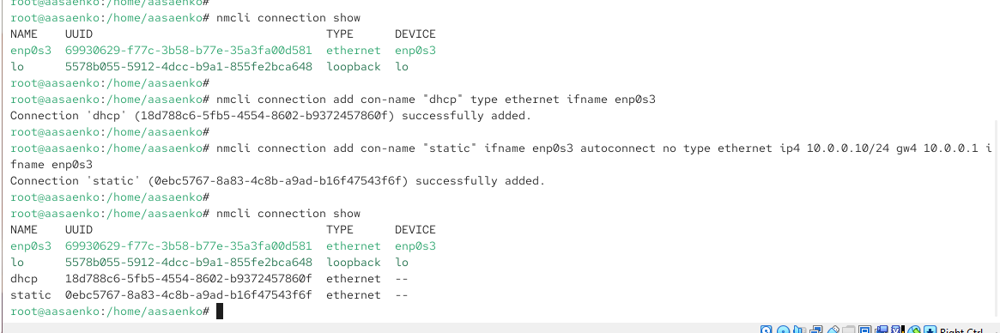 root@aasaenko:/home/aasaenko#
root@aasaenko:/home/aasaenko# nmcli connection show
NAME    UUID                                  TYPE      DEVICE
enp0s3  69930629-f77c-3b58-b77e-35a3fa00d581  ethernet  enp0s3
lo      5578b055-5912-4dcc-b9a1-855fe2bca648  loopback  lo
root@aasaenko:/home/aasaenko#
root@aasaenko:/home/aasaenko# nmcli connection add con-name "dhcp" type ethernet ifname enp0s3
Connection 'dhcp' (18d788c6-5fb5-4554-8602-b9372457860f) successfully added.
root@aasaenko:/home/aasaenko#
root@aasaenko:/home/aasaenko# nmcli connection add con-name "static" ifname enp0s3 autoconnect no type ethernet ip4 10.0.0.10/24 gw4 10.0.0.1 i
fname enp0s3
Connection 'static' (0ebc5767-8a83-4c8b-a9ad-b16f47543f6f) successfully added.
root@aasaenko:/home/aasaenko#
root@aasaenko:/home/aasaenko# nmcli connection show
NAME    UUID                                  TYPE      DEVICE
enp0s3  69930629-f77c-3b58-b77e-35a3fa00d581  ethernet  enp0s3
lo      5578b055-5912-4dcc-b9a1-855fe2bca648  loopback  lo
dhcp    18d788c6-5fb5-4554-8602-b9372457860f  ethernet  --
static  0ebc5767-8a83-4c8b-a9ad-b16f47543f6f  ethernet  --
root@aasaenko:/home/aasaenko#
Right Ctrl